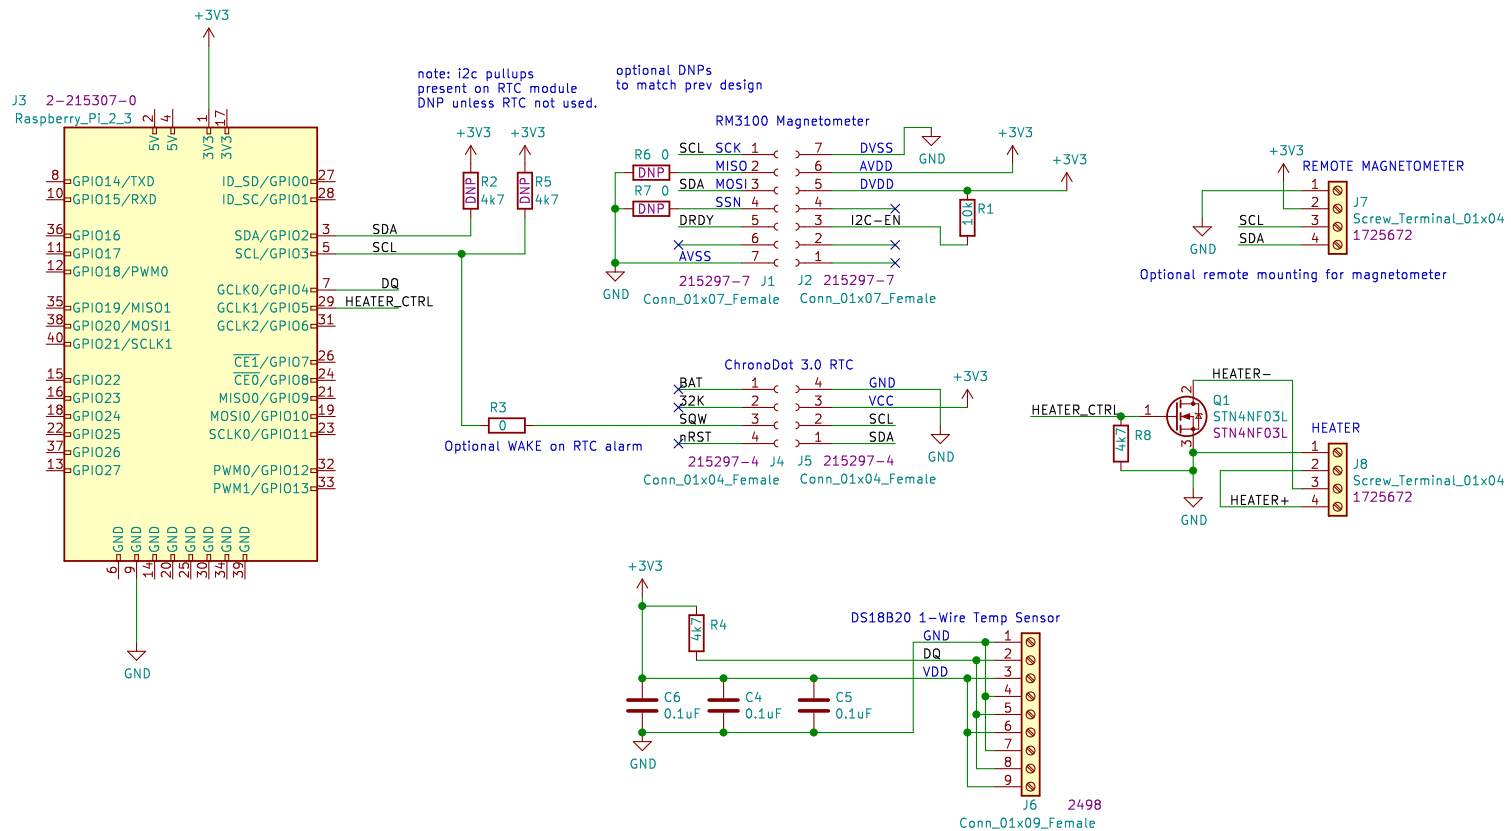 +3V3
J3 2-215307-0
Raspberry_Pi_2_3
2 4 1 17
5V 5V 3V3 3V3
8 GPIO14/TXD
10 GPIO15/RXD
36 GPIO16
11 GPIO17
12 GPIO18/PWM0
35 GPIO19/MISO1
38 GPIO20/MOSI1
40 GPIO21/SCLK1
15 GPIO22
16 GPIO23
18 GPIO24
22 GPIO25
37 GPIO26
13 GPIO27
ID_SD/GPIO0 27
ID_SC/GPIO1 28
SDA/GPIO2 3 SDA
SCL/GPIO3 5 SCL
GCLK0/GPIO4 7 DQ
GCLK1/GPIO5 29 HEATER_CTRL
GCLK2/GPIO6 31
CE1/GPIO7 26
CE0/GPIO8 24
MISO0/GPIO9 21
MOSI0/GPIO10 19
SCLK0/GPIO11 23
PWM0/GPIO12 32
PWM1/GPIO13 33
GND GND GND GND GND GND GND GND
6 9 14 20 25 30 34 39
GND
note: i2c pullups
present on RTC module
DNP unless RTC not used.
+3V3 +3V3
DNP R2 4k7
DNP R5 4k7
optional DNPs
to match prev design
RM3100 Magnetometer
SCL SCK 1
R6 0 DNP MISO 2
SDA MOSI 3
R7 0 DNP SSN 4
DRDY 5
6
AVSS 7
GND
215297-7 J1
Conn_01x07_Female
7 DVSS GND
6 AVDD +3V3
5 DVDD +3V3
4
3 I2C-EN
2
1
10k R1
J2 215297-7
Conn_01x07_Female
ChronoDot 3.0 RTC
BAT 1
32K 2
SQW 3
nRST 4
215297-4 J4
Conn_01x04_Female
4 GND
3 VCC +3V3
2 SCL
1 SDA
GND
J5 215297-4
Conn_01x04_Female
R3
0
Optional WAKE on RTC alarm
+3V3
REMOTE MAGNETOMETER
1
2
SCL 3
SDA 4
GND
J7
Screw_Terminal_01x04
1725672
Optional remote mounting for magnetometer
HEATER-
HEATER_CTRL 1
2
3
Q1
STN4NF03L
STN4NF03L
4k7 R8
GND
HEATER
1
2
3
HEATER+ 4
J8
Screw_Terminal_01x04
1725672
+3V3
4k7 R4
C6
0.1uF
C4
0.1uF
C5
0.1uF
GND
DS18B20 1-Wire Temp Sensor
GND 1
DQ 2
VDD 3
4
5
6
7
8
9
J6 2498
Conn_01x09_Female